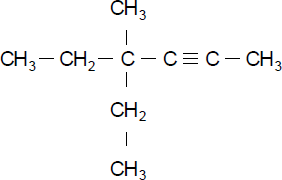 CH₃
CH₃ – CH₂ – C – C ≡ C – CH₃
CH₂
CH₃